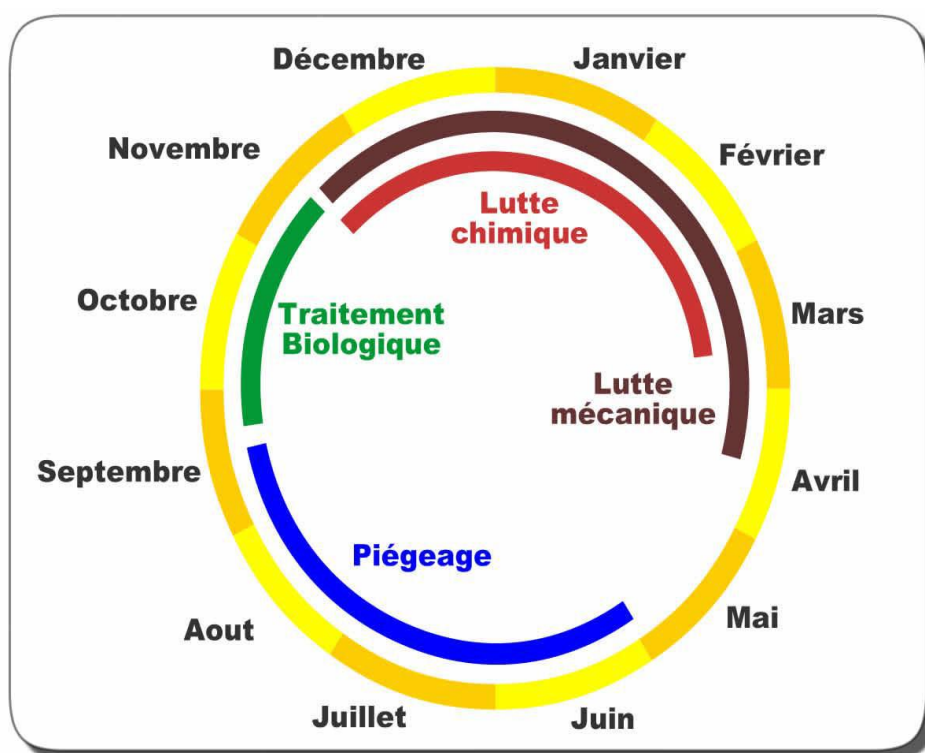 Décembre
Janvier
Novembre
Février
Lutte
chimique
Octobre
Traitement
Biologique
Mars
Lutte
mécanique
Septembre
Avril
Piégeage
Aout
Mai
Juillet
Juin